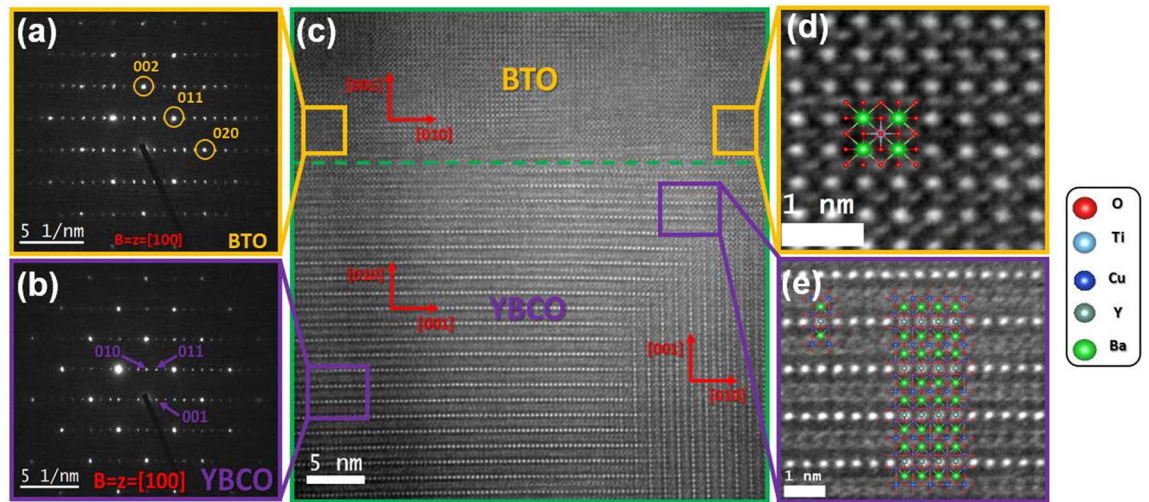 (a)
002
011
020
5 1/nm
B=z=[100]
BTO
(b)
010
011
001
5 1/nm
B=z=[100]
YBCO
(c)
BTO
[001]
[010]
[010]
YBCO
[001]
[001]
[010]
5 nm
(d)
1 nm
(e)
1 nm
O
Ti
Cu
Y
Ba